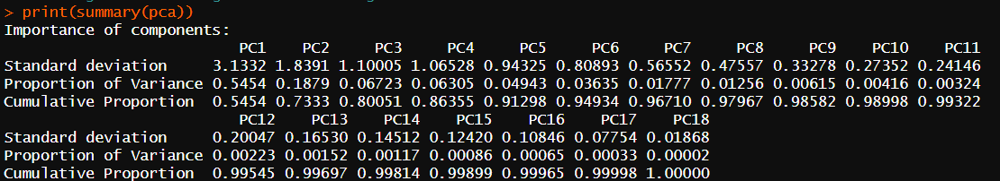 > print(summary(pca))
Importance of components:
                          PC1    PC2     PC3     PC4     PC5     PC6     PC7     PC8     PC9    PC10    PC11
Standard deviation     3.1332 1.8391 1.10005 1.06528 0.94325 0.80893 0.56552 0.47557 0.33278 0.27352 0.24146
Proportion of Variance 0.5454 0.1879 0.06723 0.06305 0.04943 0.03635 0.01777 0.01256 0.00615 0.00416 0.00324
Cumulative Proportion  0.5454 0.7333 0.80051 0.86355 0.91298 0.94934 0.96710 0.97967 0.98582 0.98998 0.99322
                          PC12    PC13    PC14    PC15    PC16    PC17    PC18
Standard deviation     0.20047 0.16530 0.14512 0.12420 0.10846 0.07754 0.01868
Proportion of Variance 0.00223 0.00152 0.00117 0.00086 0.00065 0.00033 0.00002
Cumulative Proportion  0.99545 0.99697 0.99814 0.99899 0.99965 0.99998 1.00000